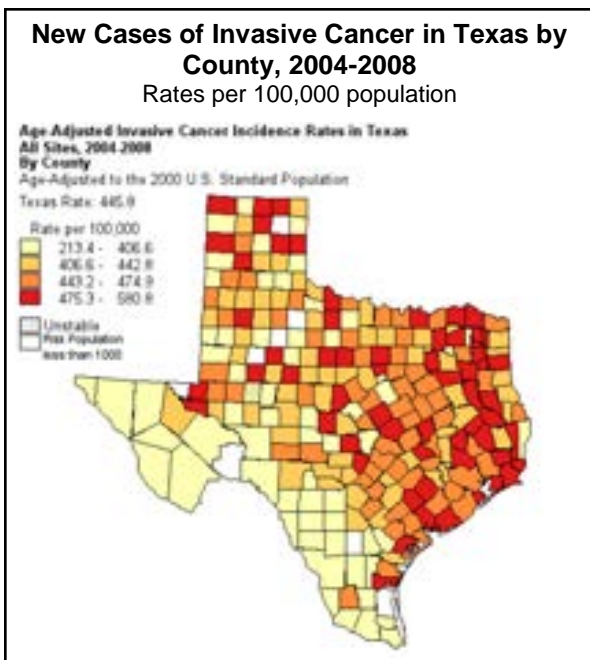 New Cases of Invasive Cancer in Texas by
County, 2004-2008
Rates per 100,000 population
Age-Adjusted Invasive Cancer Incidence Rates in Texas
All Sites, 2004-2008
By County
Age-Adjusted to the 2000 U.S. Standard Population
Texas Rate: 445.8
Rate per 100,000
213.4 - 406.6
406.6 - 442.8
443.2 - 474.9
475.3 - 580.8
Unstable
Risk Population
less than 1000